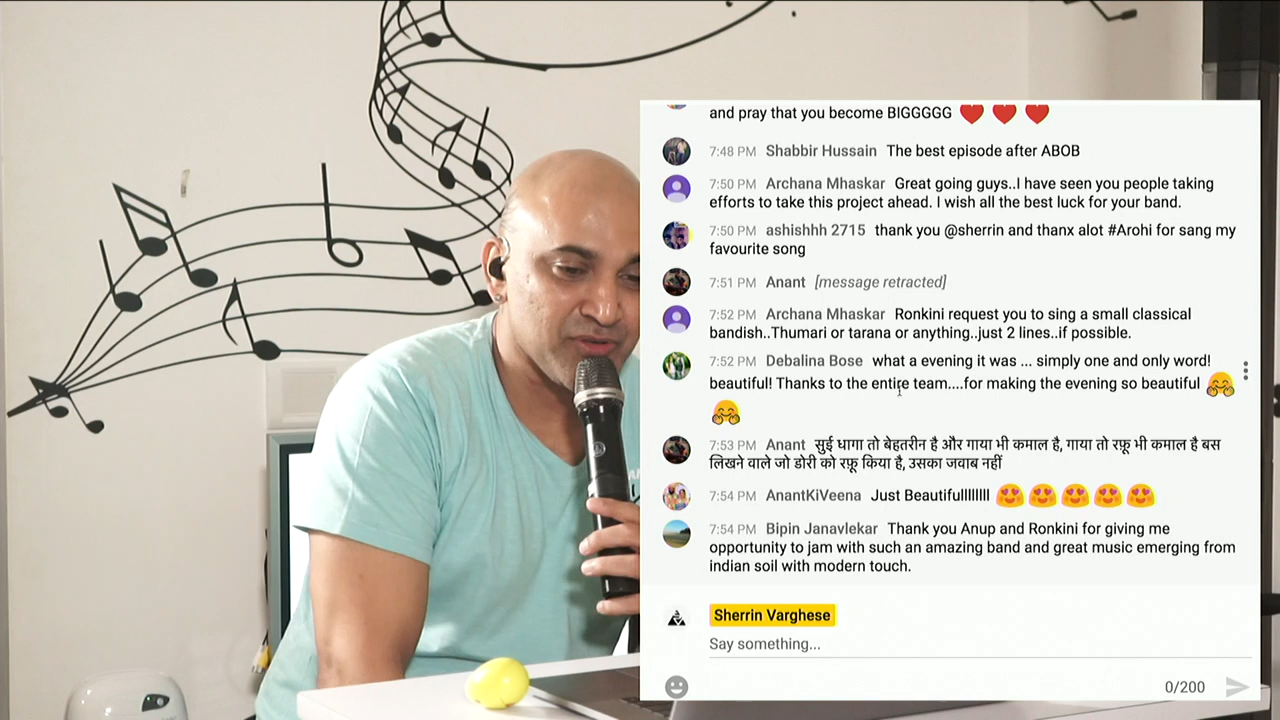 and pray that you become BIGGGGG
7:48 PM Shabbir Hussain The best episode after ABOB
7:50 PM Archana Mhaskar Great going guys..I have seen you people taking
efforts to take this project ahead. I wish all the best luck for your band.
7:50 PM ashishhh 2715 thank you @sherrin and thanx alot #Arohi for sang my
favourite song
7:51 PM Anant [message retracted]
7:52 PM Archana Mhaskar Ronkini request you to sing a small classical
bandish..Thumari or tarana or anything..just 2 lines..if possible.
7:52 PM Debalina Bose what a evening it was ... simply one and only word!
beautiful! Thanks to the entire team....for making the evening so beautiful
7:53 PM Anant सुई धागा तो बेहतरीन है और गाया भी कमाल है, गाया तो रफ़ू भी कमाल है बस
लिखने वाले जो डोरी को रफ़ू किया है, उसका जवाब नहीं
7:54 PM AnantKiVeena Just Beautifullllllll
7:54 PM Bipin Janavlekar Thank you Anup and Ronkini for giving me
opportunity to jam with such an amazing band and great music emerging from
indian soil with modern touch.
Sherrin Varghese
Say something...
0/200